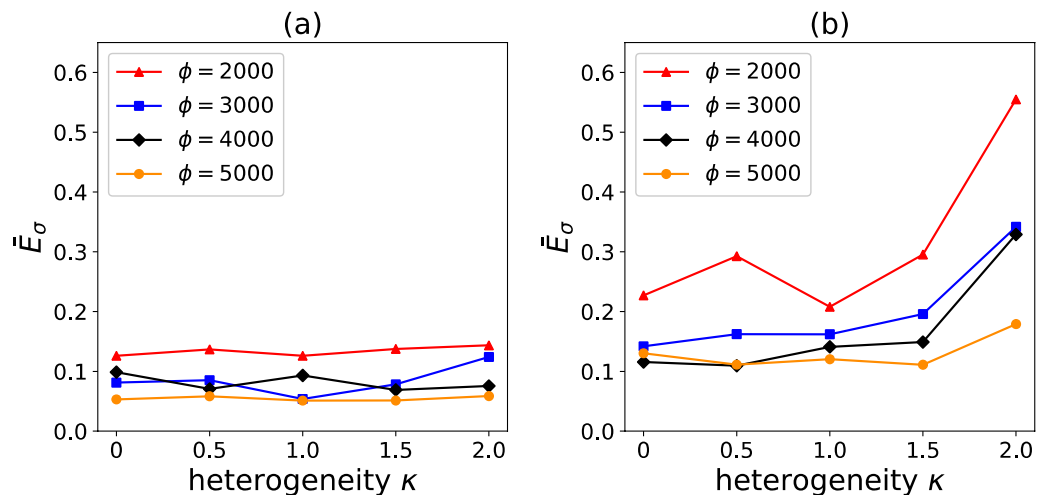 (a)
ϕ = 2000
ϕ = 3000
ϕ = 4000
ϕ = 5000
0.6
0.5
0.4
0.3
0.2
0.1
0.0
Ē_σ
0 0.5 1.0 1.5 2.0
heterogeneity κ
(b)
ϕ = 2000
ϕ = 3000
ϕ = 4000
ϕ = 5000
0.6
0.5
0.4
0.3
0.2
0.1
0.0
Ē_σ
0 0.5 1.0 1.5 2.0
heterogeneity κ